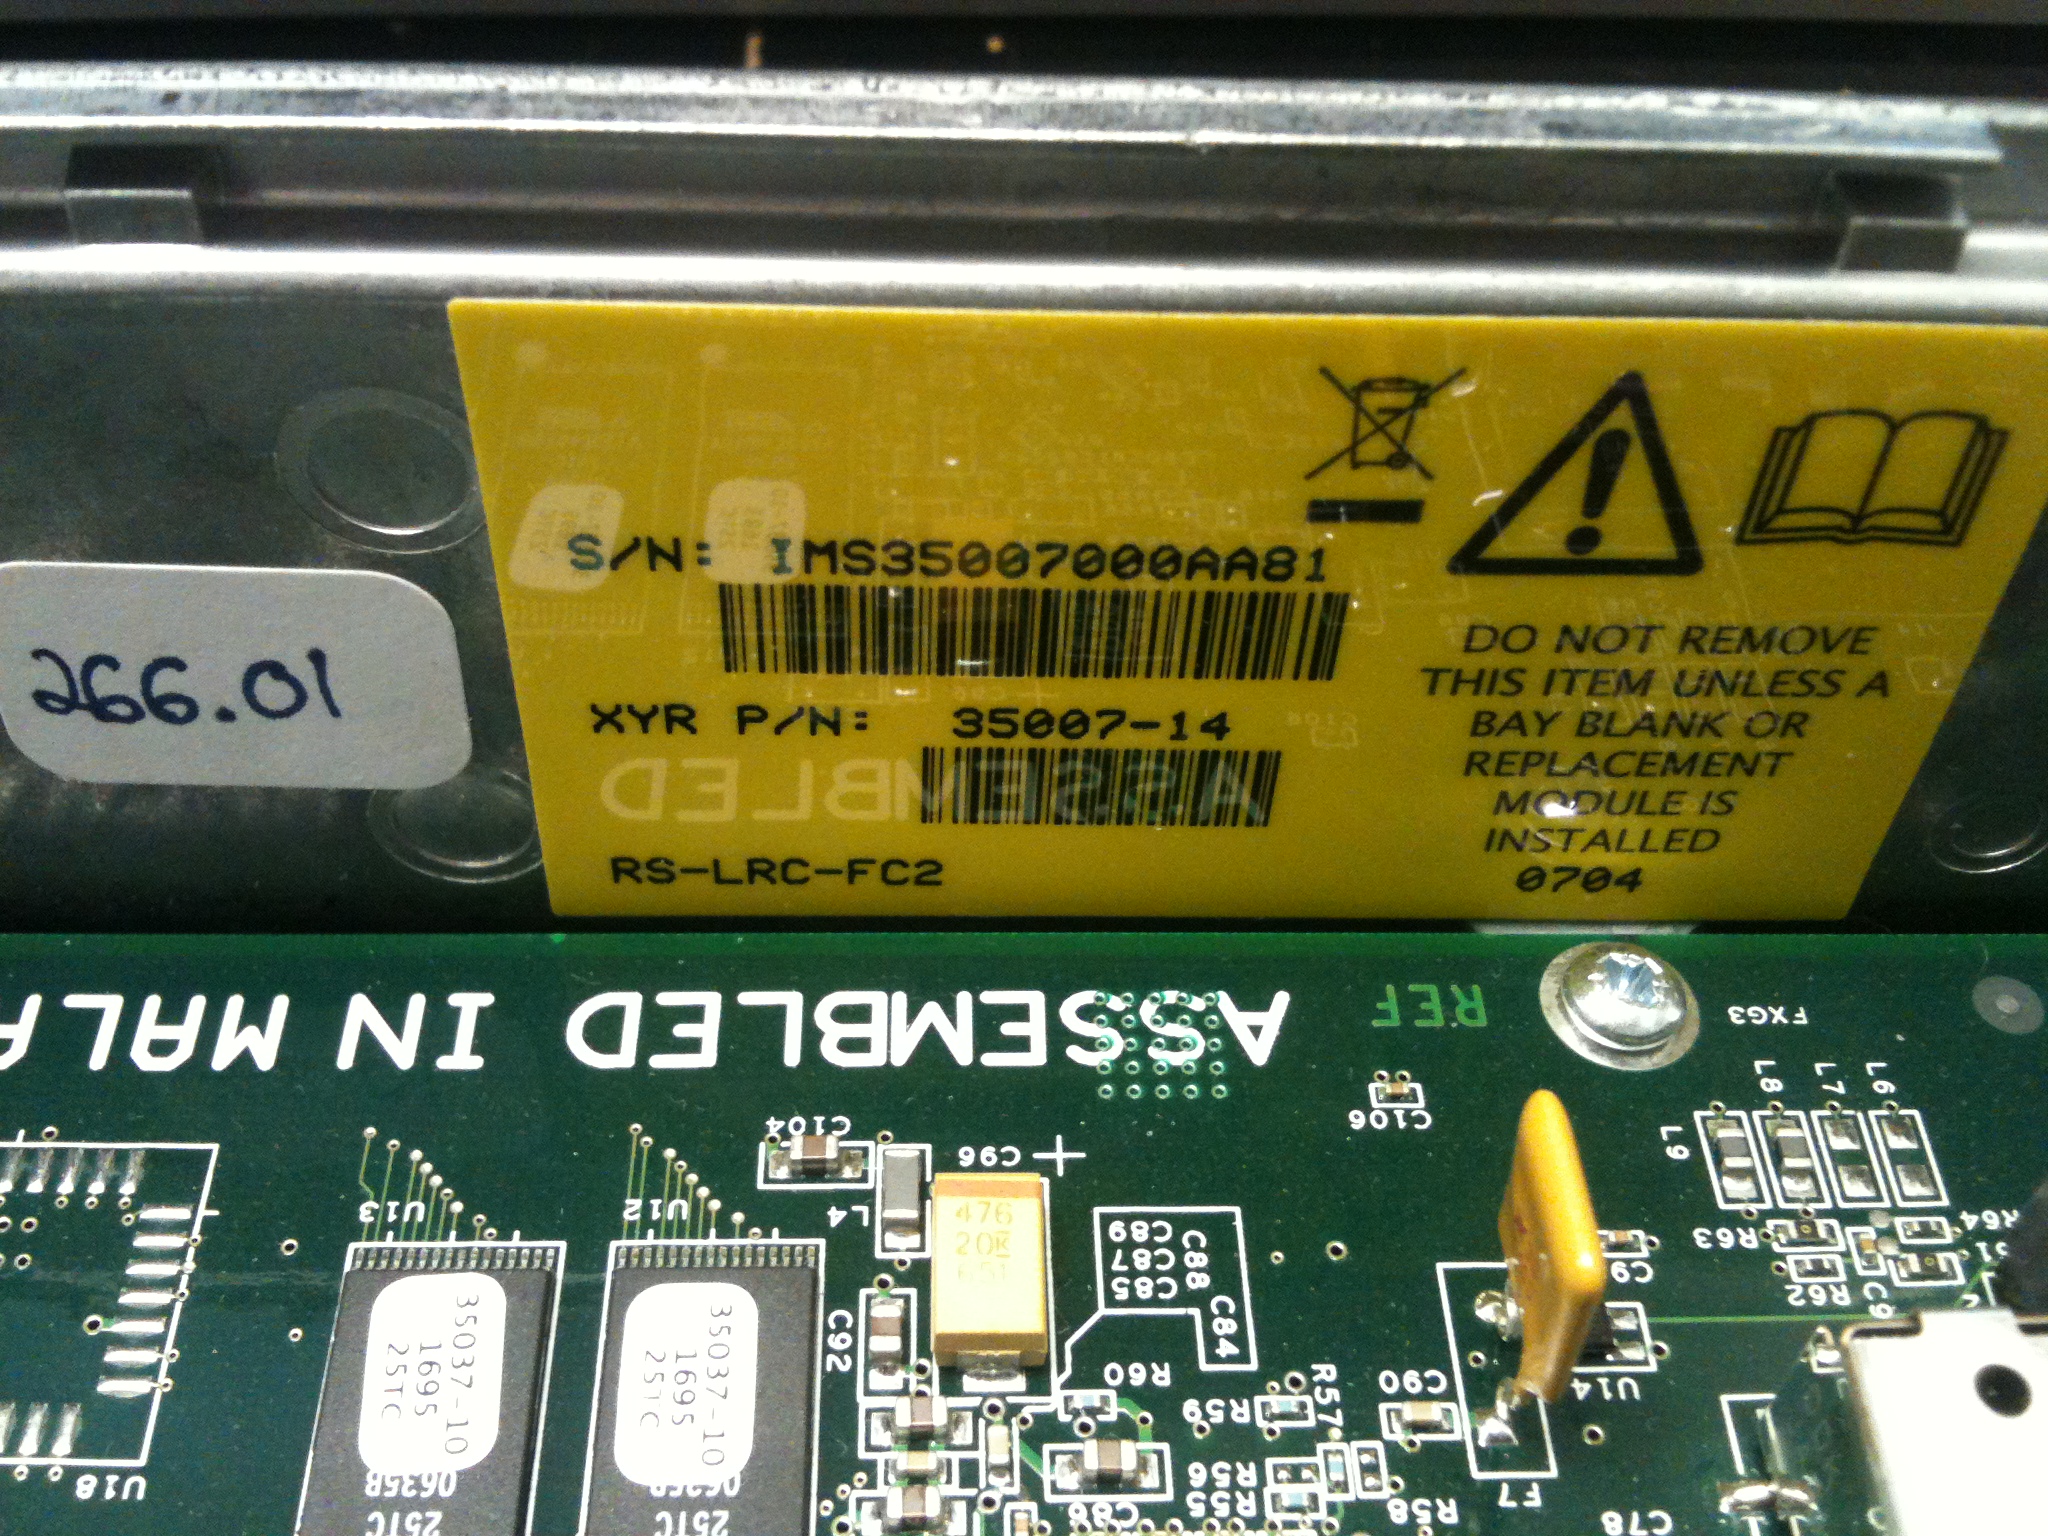 S/N: IMS35007000AA81
XYR P/N: 35007-14
RS-LRC-FC2
DO NOT REMOVE
THIS ITEM UNLESS A
BAY BLANK OR
REPLACEMENT
MODULE IS
INSTALLED
0704
266.01
ASSEMBLED IN
REF
FXG3
C106
C104
C96
L4
L9
L8
L7
L6
U13
U12
476
20K
C89
C87
C85
C88
C84
R63
R64
R62
C92
R60
R59
R57
R56
R55
R58
C90
U14
F7
C78
C86
U18
35037-10
1695
25TC
0635B
25TC
35037-10
1695
25TC
25TC